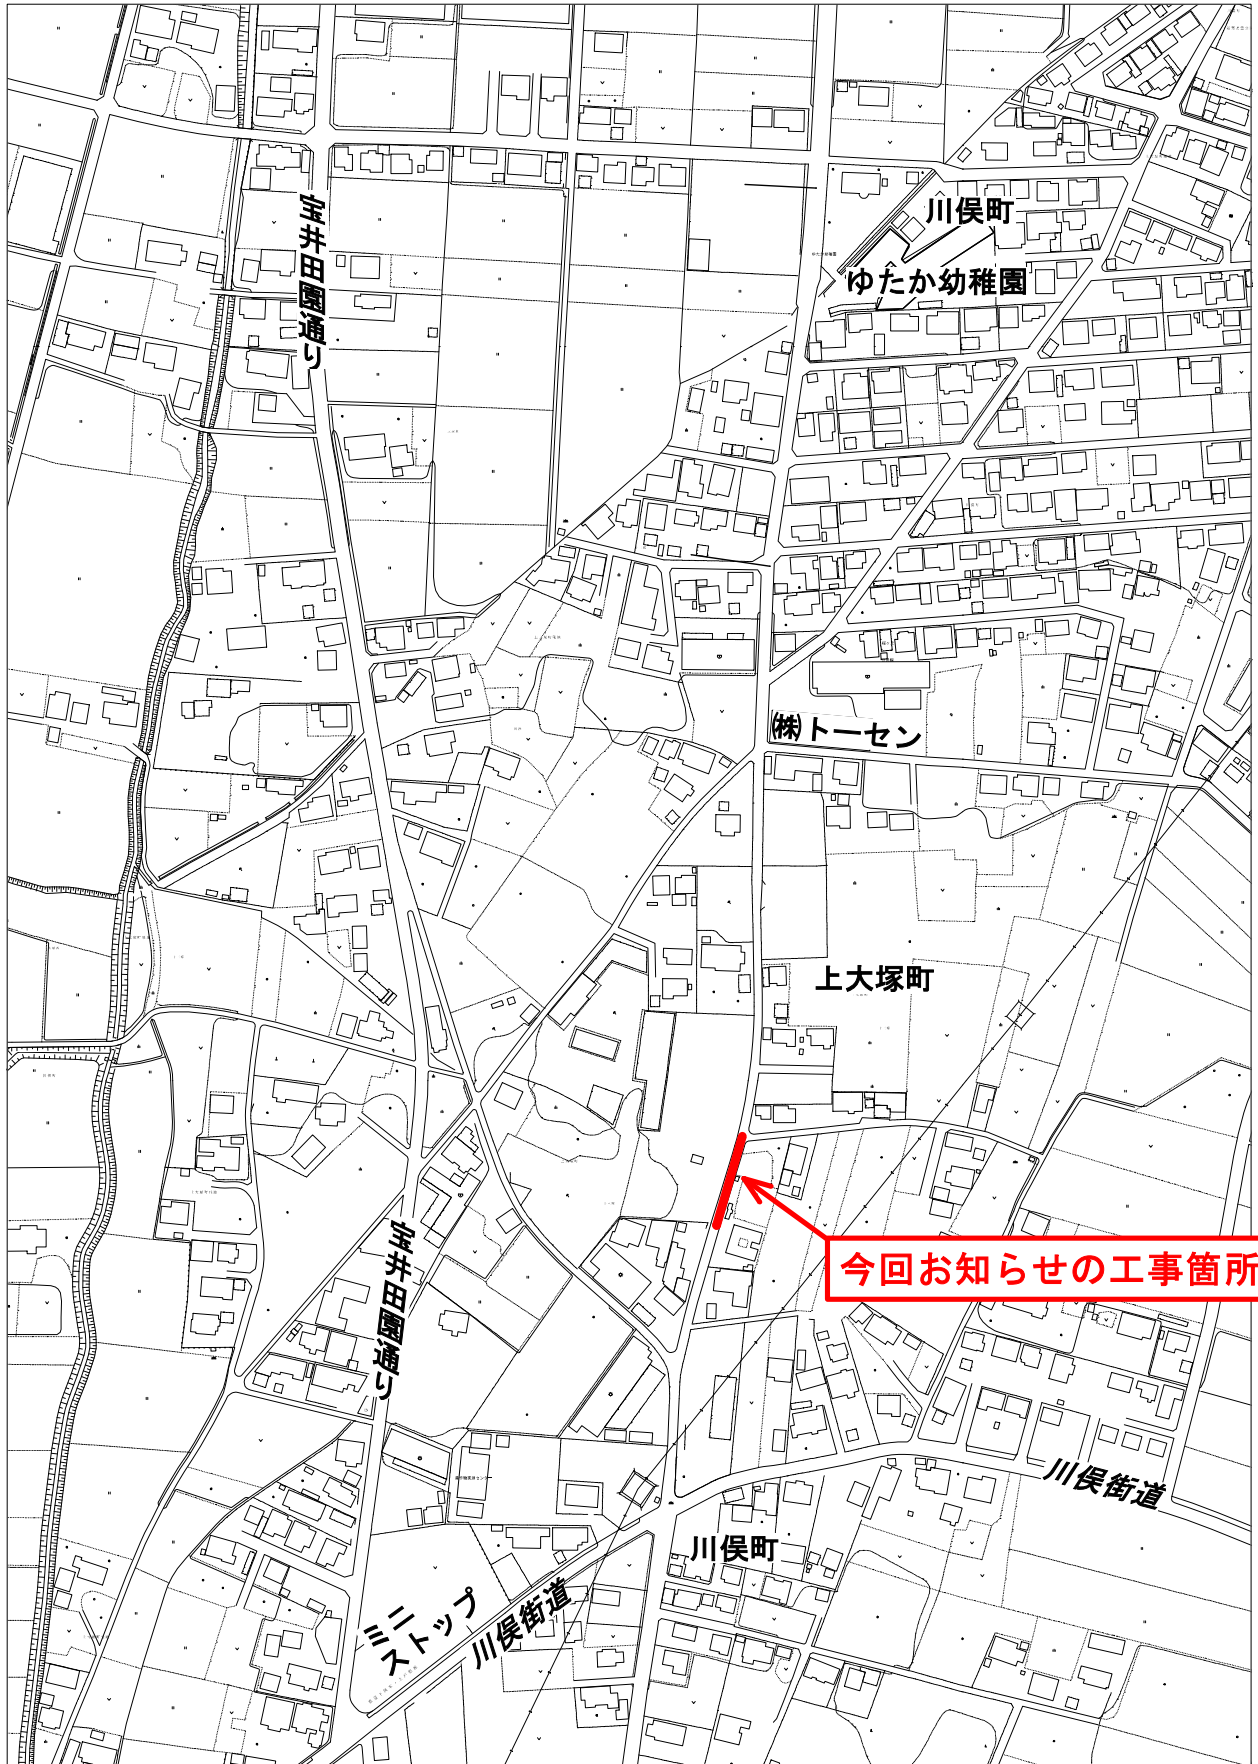 宝井田園通り
川俣町
ゆたか幼稚園
㈱トーセン
上大塚町
今回お知らせの工事箇所
宝井田園通り
川俣街道
川俣町
ミニ
ストップ
川俣街道